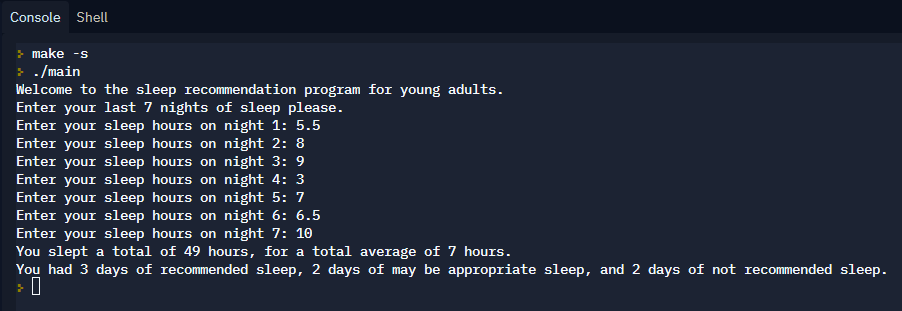 Console Shell
make -s
./main
Welcome to the sleep recommendation program for young adults.
Enter your last 7 nights of sleep please.
Enter your sleep hours on night 1: 5.5
Enter your sleep hours on night 2: 8
Enter your sleep hours on night 3: 9
Enter your sleep hours on night 4: 3
Enter your sleep hours on night 5: 7
Enter your sleep hours on night 6: 6.5
Enter your sleep hours on night 7: 10
You slept a total of 49 hours, for a total average of 7 hours.
You had 3 days of recommended sleep, 2 days of may be appropriate sleep, and 2 days of not recommended sleep.